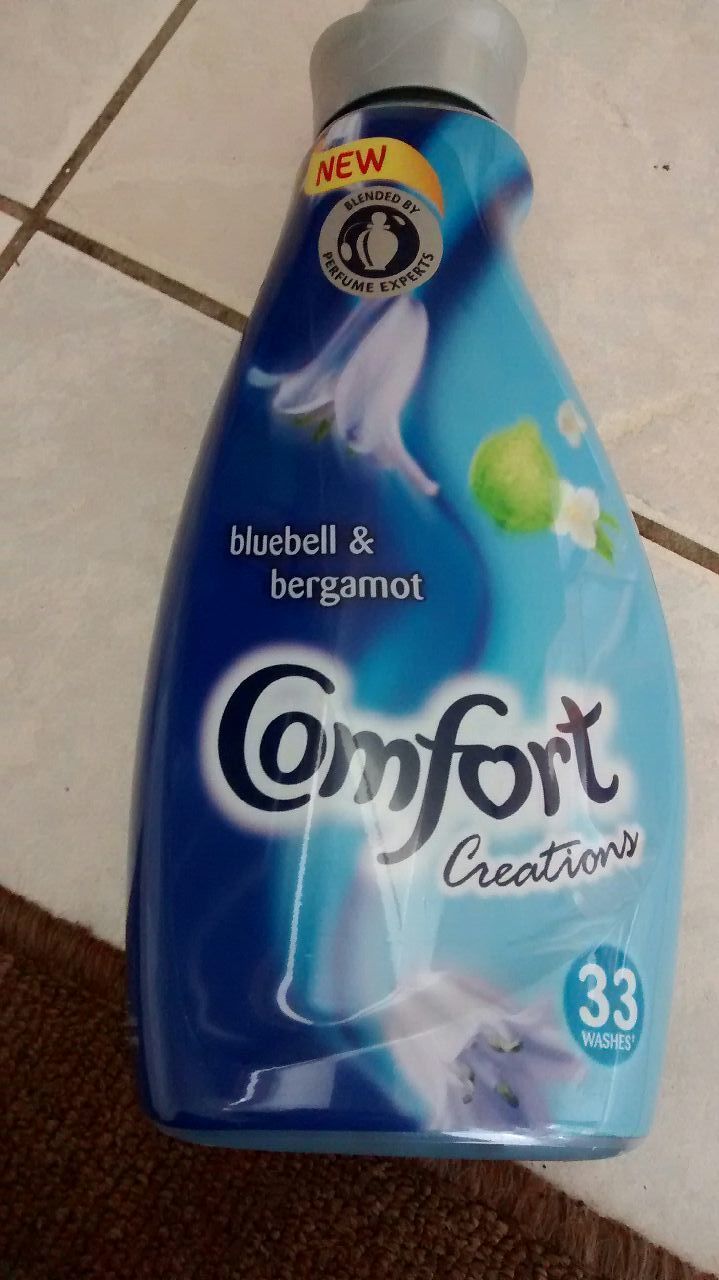 NEW
BLENDED BY
PERFUME EXPERTS
bluebell &
bergamot
Comfort
Creations
33
WASHES†